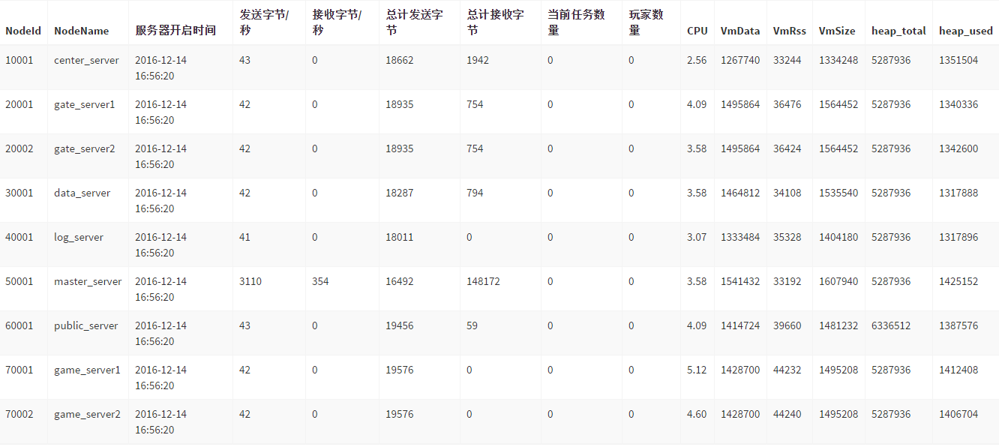 NodeId NodeName 服务器开启时间 发送字节/秒 接收字节/秒 总计发送字节 总计接收字节 当前任务数量 玩家数量 CPU VmData VmRss VmSize heap_total heap_used
10001 center_server 2016-12-14 16:56:20 43 0 18662 1942 0 0 2.56 1267740 33244 1334248 5287936 1351504
20001 gate_server1 2016-12-14 16:56:20 42 0 18935 754 0 0 4.09 1495864 36476 1564452 5287936 1340336
20002 gate_server2 2016-12-14 16:56:20 42 0 18935 754 0 0 3.58 1495864 36424 1564452 5287936 1342600
30001 data_server 2016-12-14 16:56:20 42 0 18287 794 0 0 3.58 1464812 34108 1535540 5287936 1317888
40001 log_server 2016-12-14 16:56:20 41 0 18011 0 0 0 3.07 1333484 35328 1404180 5287936 1317896
50001 master_server 2016-12-14 16:56:20 3110 354 16492 148172 0 0 3.58 1541432 33192 1607940 5287936 1425152
60001 public_server 2016-12-14 16:56:20 43 0 19456 59 0 0 4.09 1414724 39660 1481232 6336512 1387576
70001 game_server1 2016-12-14 16:56:20 42 0 19576 0 0 0 5.12 1428700 44232 1495208 5287936 1412408
70002 game_server2 2016-12-14 16:56:20 42 0 19576 0 0 0 4.60 1428700 44240 1495208 5287936 1406704